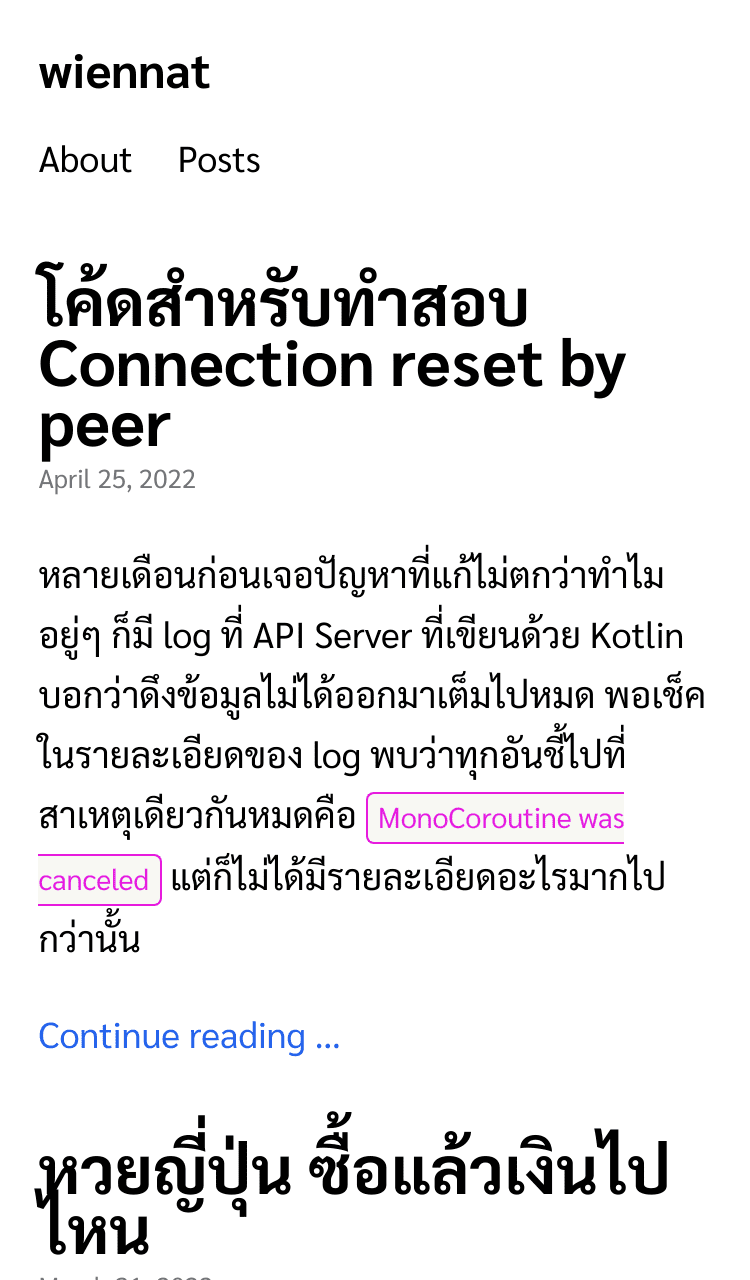 wiennat
About Posts
โค้ดสำหรับทำสอบ
Connection reset by
peer
April 25, 2022
หลายเดือนก่อนเจอปัญหาที่แก้ไม่ตกว่าทำไม
อยู่ๆ ก็มี log ที่ API Server ที่เขียนด้วย Kotlin
บอกว่าดึงข้อมูลไม่ได้ออกมาเต็มไปหมด พอเช็ค
ในรายละเอียดของ log พบว่าทุกอันชี้ไปที่
สาเหตุเดียวกันหมดคือ MonoCoroutine was
canceled แต่ก็ไม่ได้มีรายละเอียดอะไรมากไป
กว่านั้น
Continue reading ...
หวยญี่ปุ่น ซื้อแล้วเงินไป
ไหน